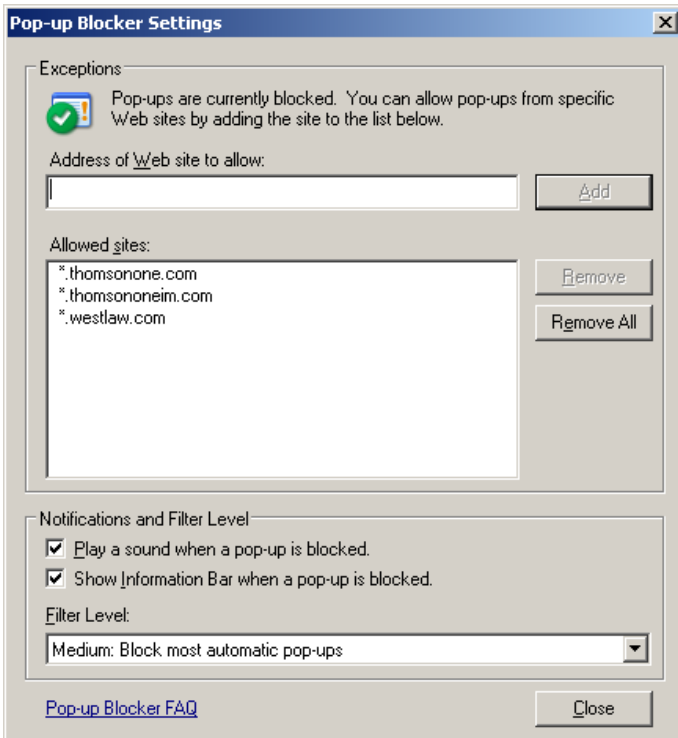 Pop-up Blocker Settings
Exceptions
Pop-ups are currently blocked.  You can allow pop-ups from specific
Web sites by adding the site to the list below.
Address of Web site to allow:
Add
Allowed sites:
*.thomsonone.com
*.thomsononeim.com
*.westlaw.com
Remove
Remove All
Notifications and Filter Level
Play a sound when a pop-up is blocked.
Show Information Bar when a pop-up is blocked.
Filter Level:
Medium: Block most automatic pop-ups
Pop-up Blocker FAQ
Close